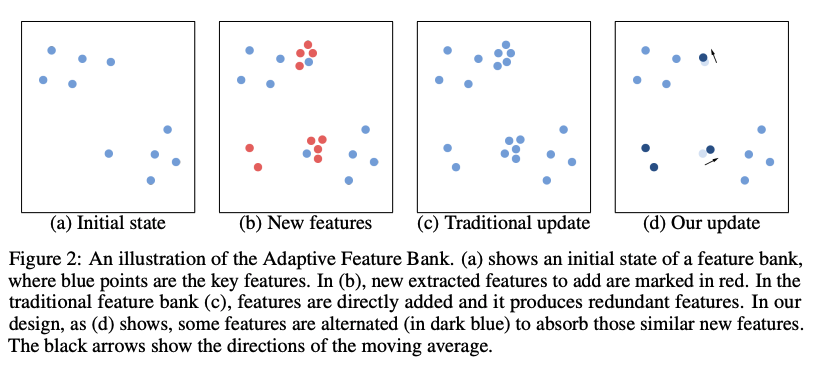 (a) Initial state
(b) New features
(c) Traditional update
(d) Our update
Figure 2: An illustration of the Adaptive Feature Bank. (a) shows an initial state of a feature bank,
where blue points are the key features. In (b), new extracted features to add are marked in red. In the
traditional feature bank (c), features are directly added and it produces redundant features. In our
design, as (d) shows, some features are alternated (in dark blue) to absorb those similar new features.
The black arrows show the directions of the moving average.